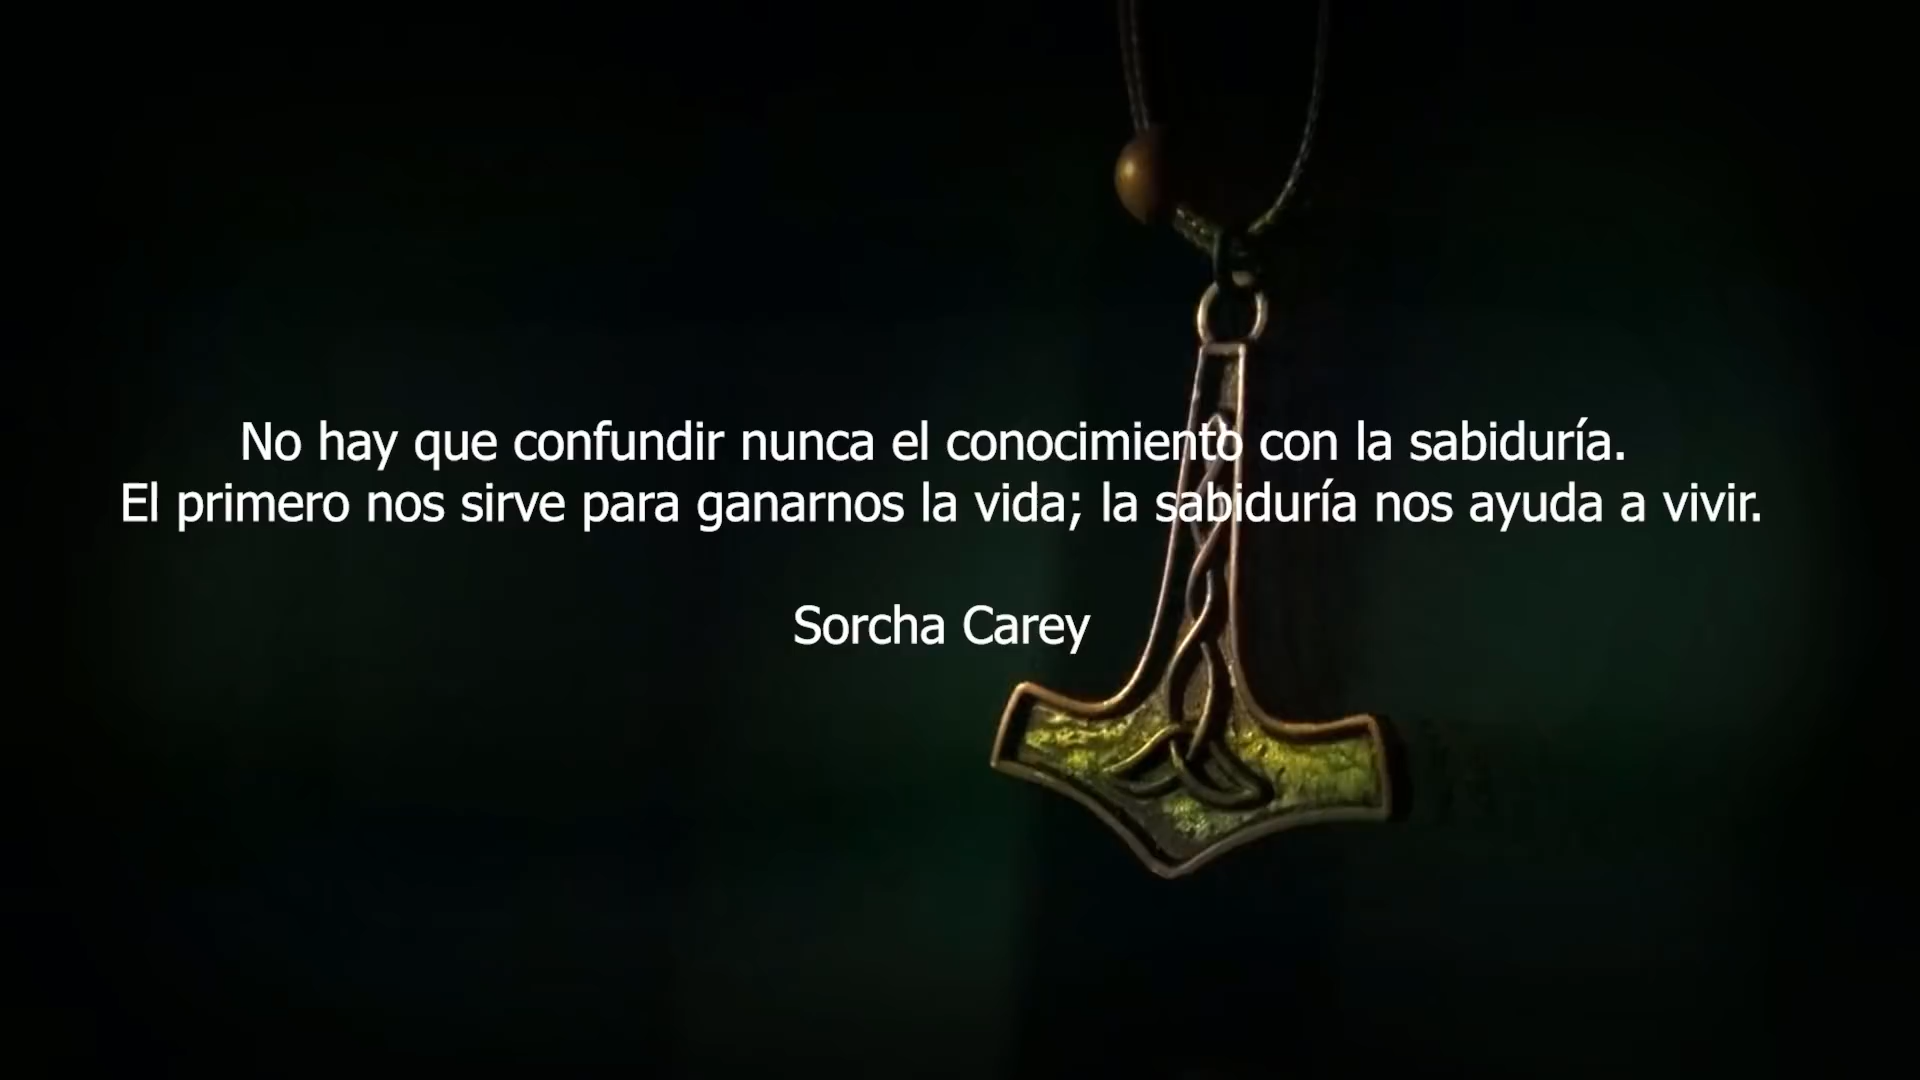 No hay que confundir nunca el conocimiento con la sabiduría.
El primero nos sirve para ganarnos la vida; la sabiduría nos ayuda a vivir.
Sorcha Carey